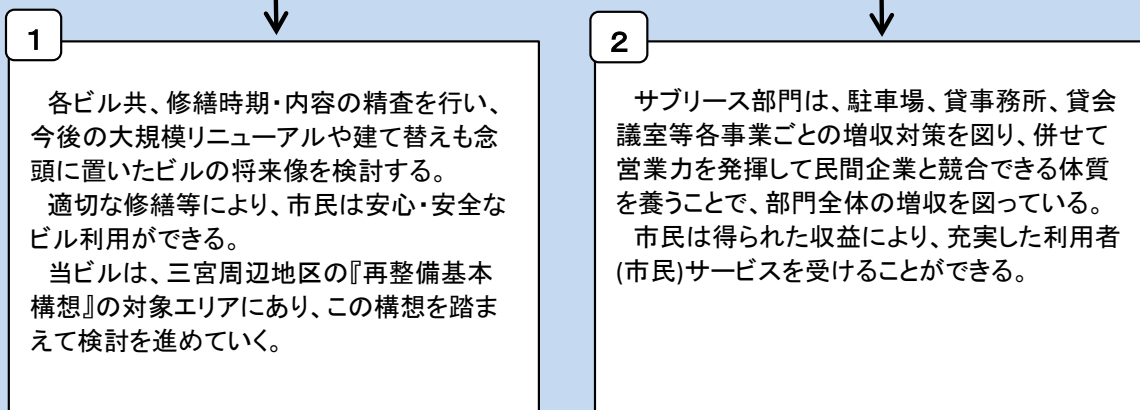 1
各ビル共、修繕時期・内容の精査を行い、
今後の大規模リニューアルや建て替えも念
頭に置いたビルの将来像を検討する。
適切な修繕等により、市民は安心・安全な
ビル利用ができる。
当ビルは、三宮周辺地区の『再整備基本
構想』の対象エリアにあり、この構想を踏ま
えて検討を進めていく。
2
サブリース部門は、駐車場、貸事務所、貸会
議室等各事業ごとの増収対策を図り、併せて
営業力を発揮して民間企業と競合できる体質
を養うことで、部門全体の増収を図っている。
市民は得られた収益により、充実した利用者
(市民)サービスを受けることができる。